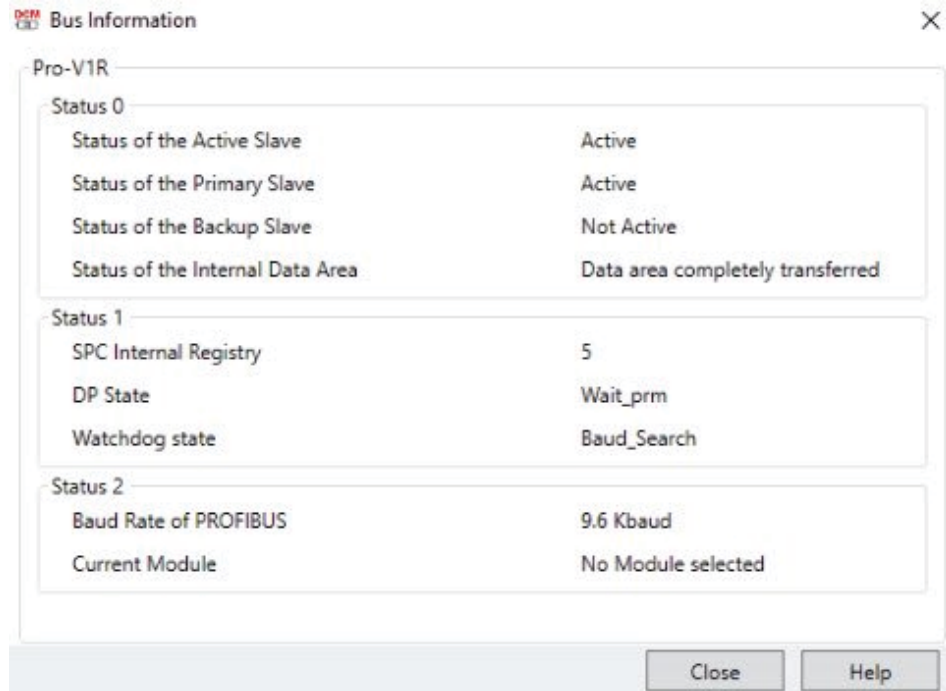 DCM Bus Information
Pro-V1R
Status 0
Status of the Active Slave Active
Status of the Primary Slave Active
Status of the Backup Slave Not Active
Status of the Internal Data Area Data area completely transferred
Status 1
SPC Internal Registry 5
DP State Wait_prm
Watchdog state Baud_Search
Status 2
Baud Rate of PROFIBUS 9.6 Kbaud
Current Module No Module selected
Close Help